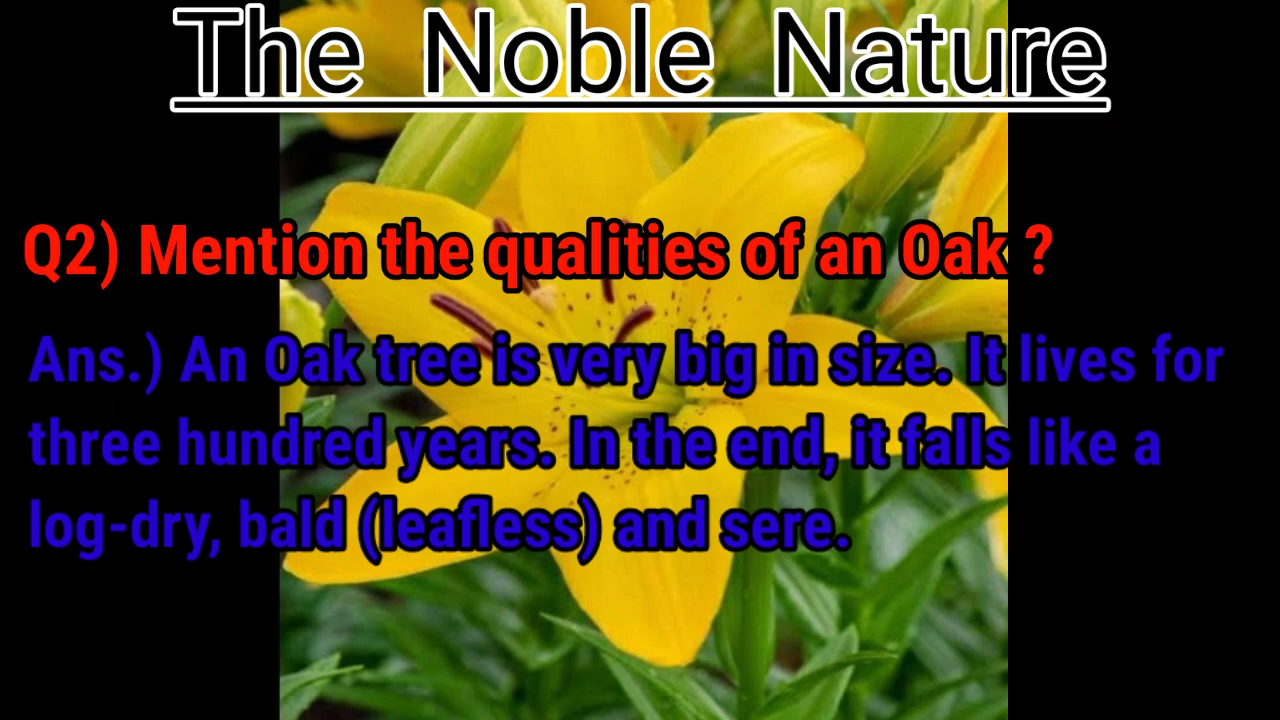 The Noble Nature
Q2) Mention the qualities of an Oak ?
Ans.) An Oak tree is very big in size. It lives for
three hundred years. In the end, it falls like a
log-dry, bald (leafless) and sere.